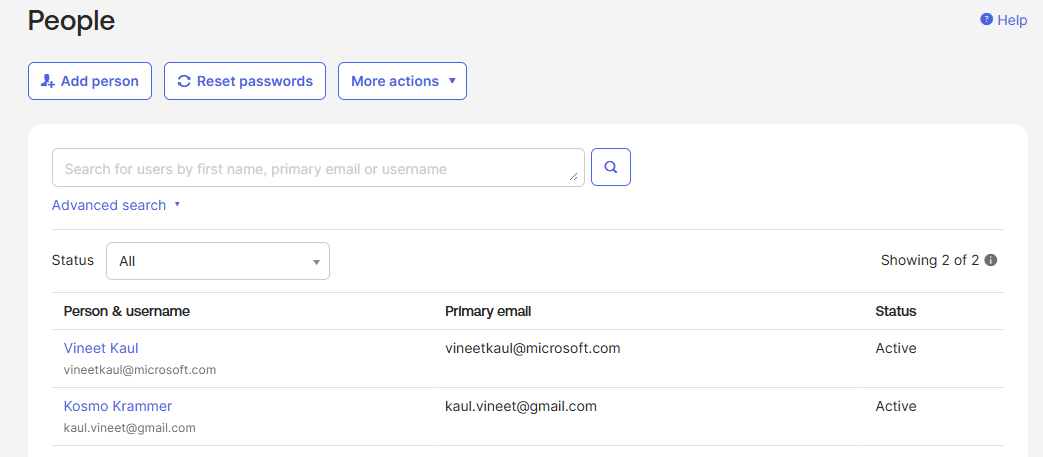 People
Help
Add person
Reset passwords
More actions
Search for users by first name, primary email or username
Advanced search
Status All Showing 2 of 2
Person & username Primary email Status
Vineet Kaul vineetkaul@microsoft.com Active
vineetkaul@microsoft.com
Kosmo Krammer kaul.vineet@gmail.com Active
kaul.vineet@gmail.com